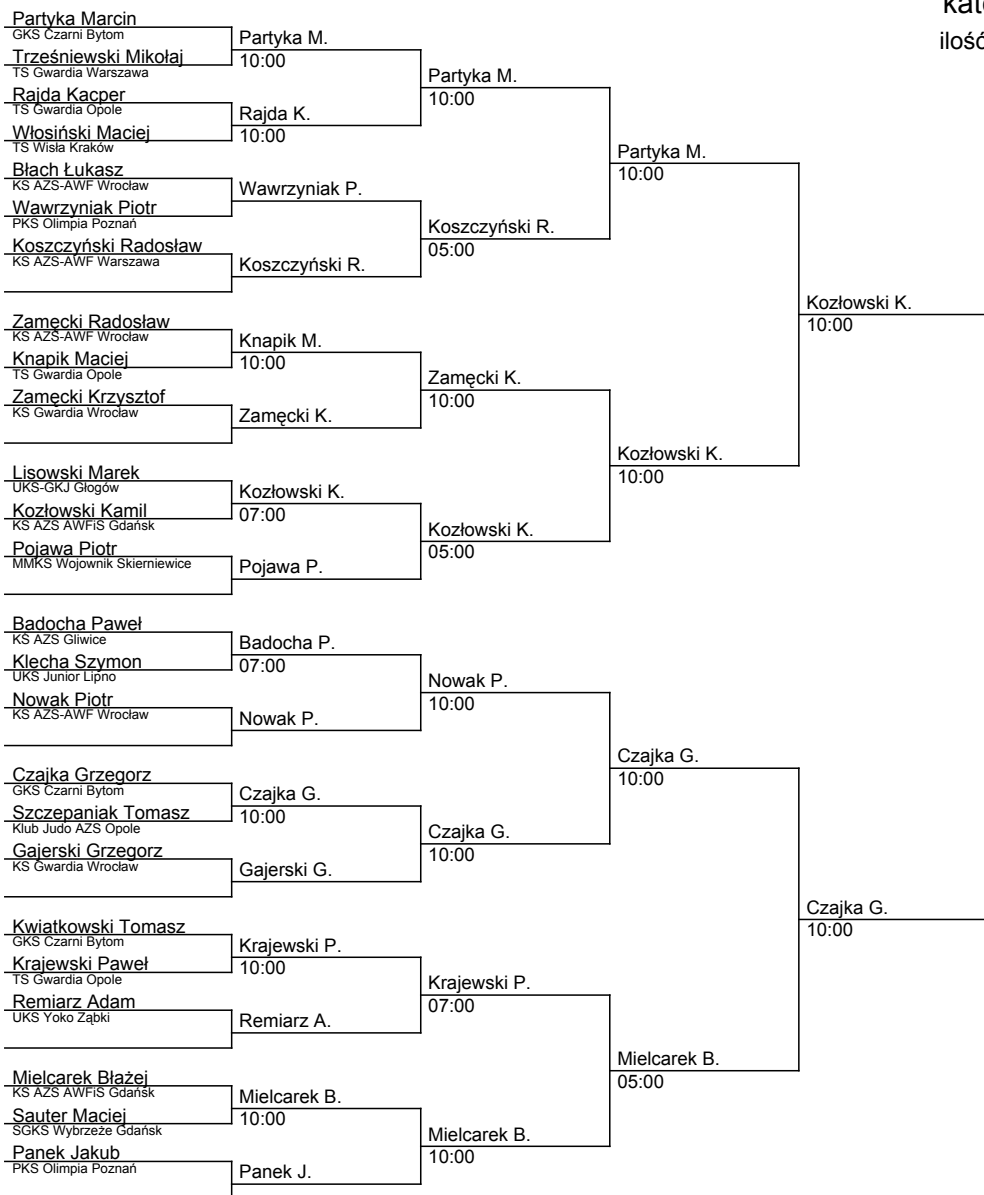 kat
ilość
Partyka Marcin
GKS Czarni Bytom
Trześniewski Mikołaj
TS Gwardia Warszawa
Rajda Kacper
TS Gwardia Opole
Włosiński Maciej
TS Wisła Kraków
Błach Łukasz
KS AZS-AWF Wrocław
Wawrzyniak Piotr
PKS Olimpia Poznań
Koszczyński Radosław
KS AZS-AWF Warszawa
Zamęcki Radosław
KS AZS-AWF Wrocław
Knapik Maciej
TS Gwardia Opole
Zamęcki Krzysztof
KS Gwardia Wrocław
Lisowski Marek
UKS-GKJ Głogów
Kozłowski Kamil
KS AZS AWFiS Gdańsk
Pojawa Piotr
MMKS Wojownik Skierniewice
Badocha Paweł
KS AZS Gliwice
Klecha Szymon
UKS Junior Lipno
Nowak Piotr
KS AZS-AWF Wrocław
Czajka Grzegorz
GKS Czarni Bytom
Szczepaniak Tomasz
Klub Judo AZS Opole
Gajerski Grzegorz
KS Gwardia Wrocław
Kwiatkowski Tomasz
GKS Czarni Bytom
Krajewski Paweł
TS Gwardia Opole
Remiarz Adam
UKS Yoko Ząbki
Mielcarek Błażej
KS AZS AWFiS Gdańsk
Sauter Maciej
SGKS Wybrzeże Gdańsk
Panek Jakub
PKS Olimpia Poznań
Partyka M.
10:00
Rajda K.
10:00
Wawrzyniak P.
Koszczyński R.
Knapik M.
10:00
Zamęcki K.
Kozłowski K.
07:00
Pojawa P.
Badocha P.
07:00
Nowak P.
Czajka G.
10:00
Gajerski G.
Krajewski P.
10:00
Remiarz A.
Mielcarek B.
10:00
Panek J.
Partyka M.
10:00
Koszczyński R.
05:00
Zamęcki K.
10:00
Kozłowski K.
05:00
Nowak P.
10:00
Czajka G.
10:00
Krajewski P.
07:00
Mielcarek B.
10:00
Partyka M.
10:00
Kozłowski K.
10:00
Czajka G.
10:00
Mielcarek B.
05:00
Kozłowski K.
10:00
Czajka G.
10:00